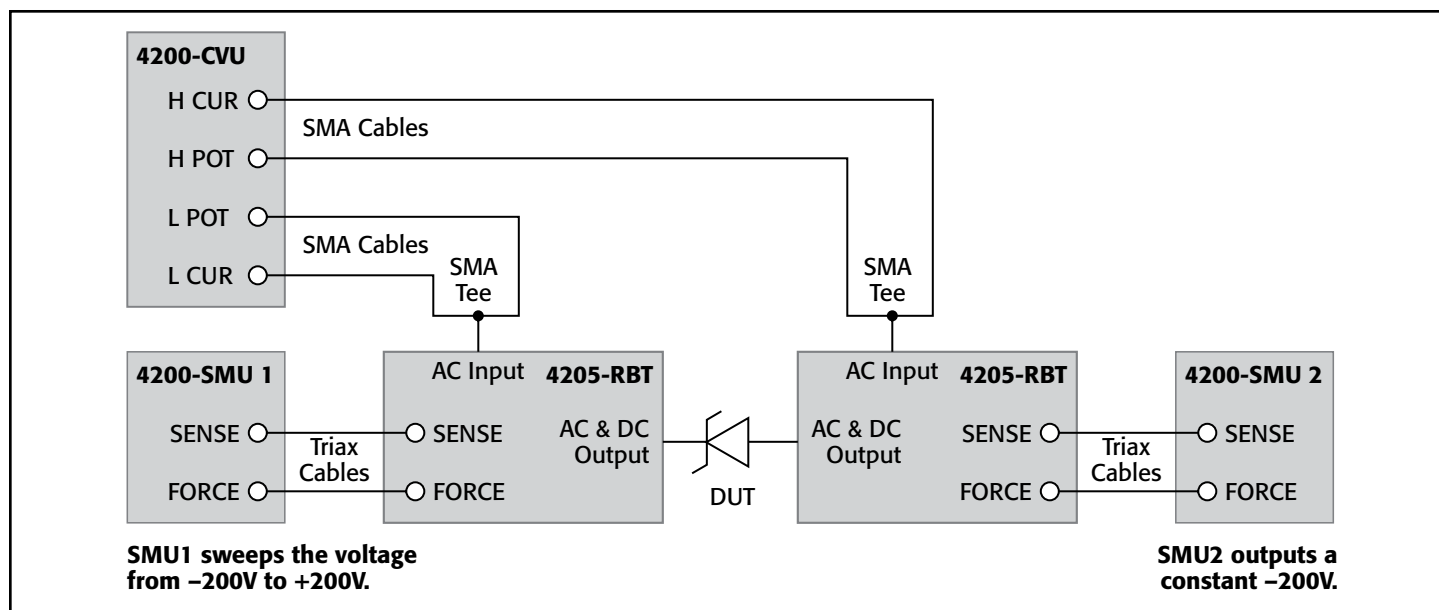 4200-CVU
H CUR
SMA Cables
H POT
L POT
SMA Cables
L CUR
SMA
Tee
SMA
Tee
4200-SMU 1
SENSE
FORCE
Triax
Cables
AC Input
4205-RBT
SENSE
FORCE
AC & DC
Output
DUT
AC Input
4205-RBT
AC & DC
Output
SENSE
FORCE
Triax
Cables
4200-SMU 2
SENSE
FORCE
SMU1 sweeps the voltage
from –200V to +200V.
SMU2 outputs a
constant –200V.